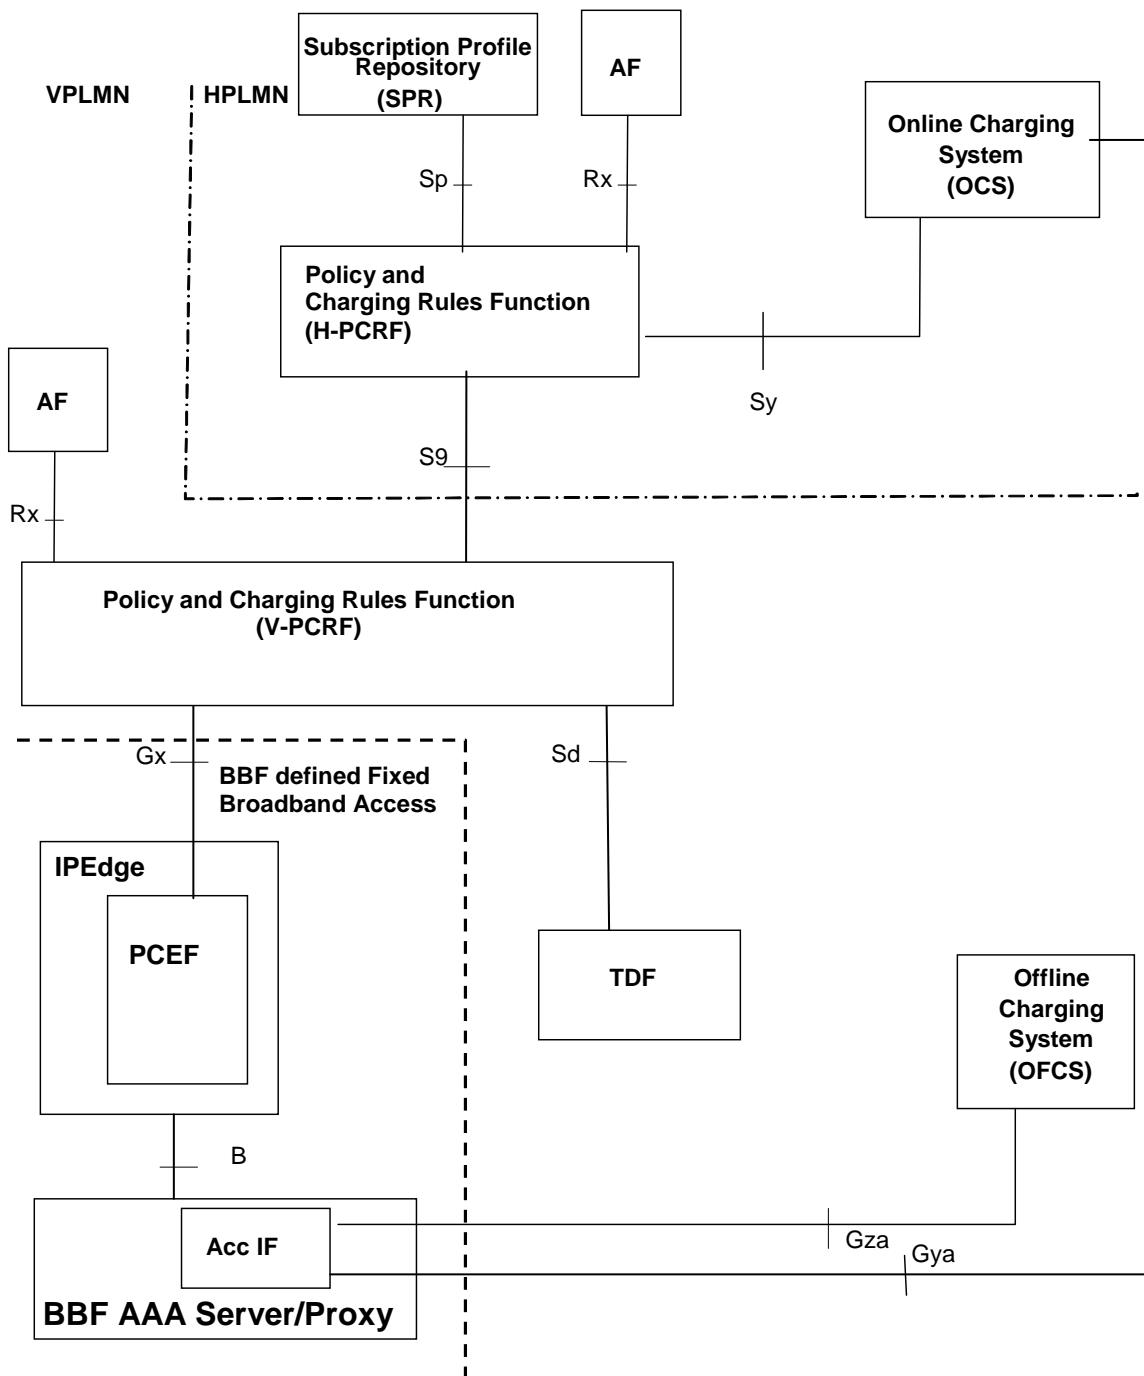 Subscription Profile
Repository
(SPR)
AF
VPLMN
HPLMN
Online Charging
System
(OCS)
Sp
Rx
Policy and
Charging Rules Function
(H-PCRF)
AF
Sy
S9
Rx
Policy and Charging Rules Function
(V-PCRF)
Gx
Sd
BBF defined Fixed
Broadband Access
IPEdge
PCEF
TDF
Offline
Charging
System
(OFCS)
B
Acc IF
Gza
Gya
BBF AAA Server/Proxy